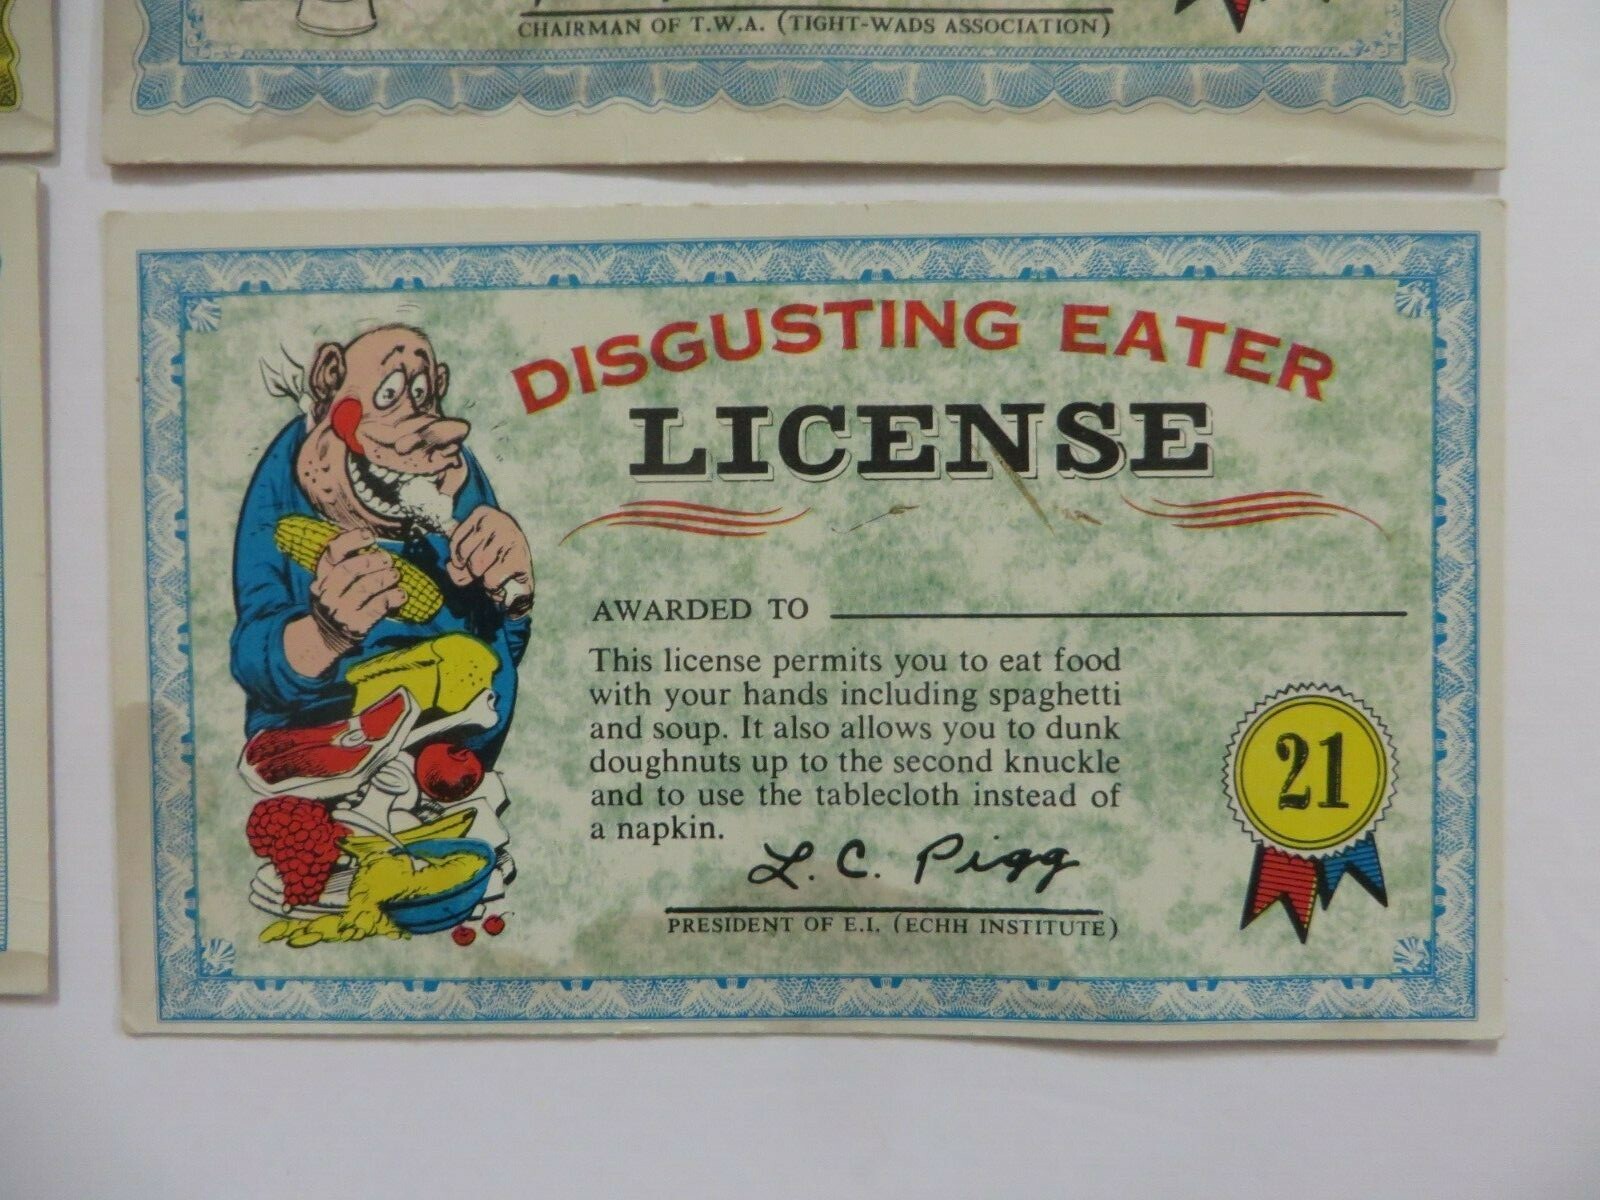 CHAIRMAN OF T.W.A. (TIGHT-WADS ASSOCIATION)
DISGUSTING EATER
LICENSE
AWARDED TO
This license permits you to eat food
with your hands including spaghetti
and soup. It also allows you to dunk
doughnuts up to the second knuckle
and to use the tablecloth instead of
a napkin.
L. C. Pigg
PRESIDENT OF E.I. (ECHH INSTITUTE)
21